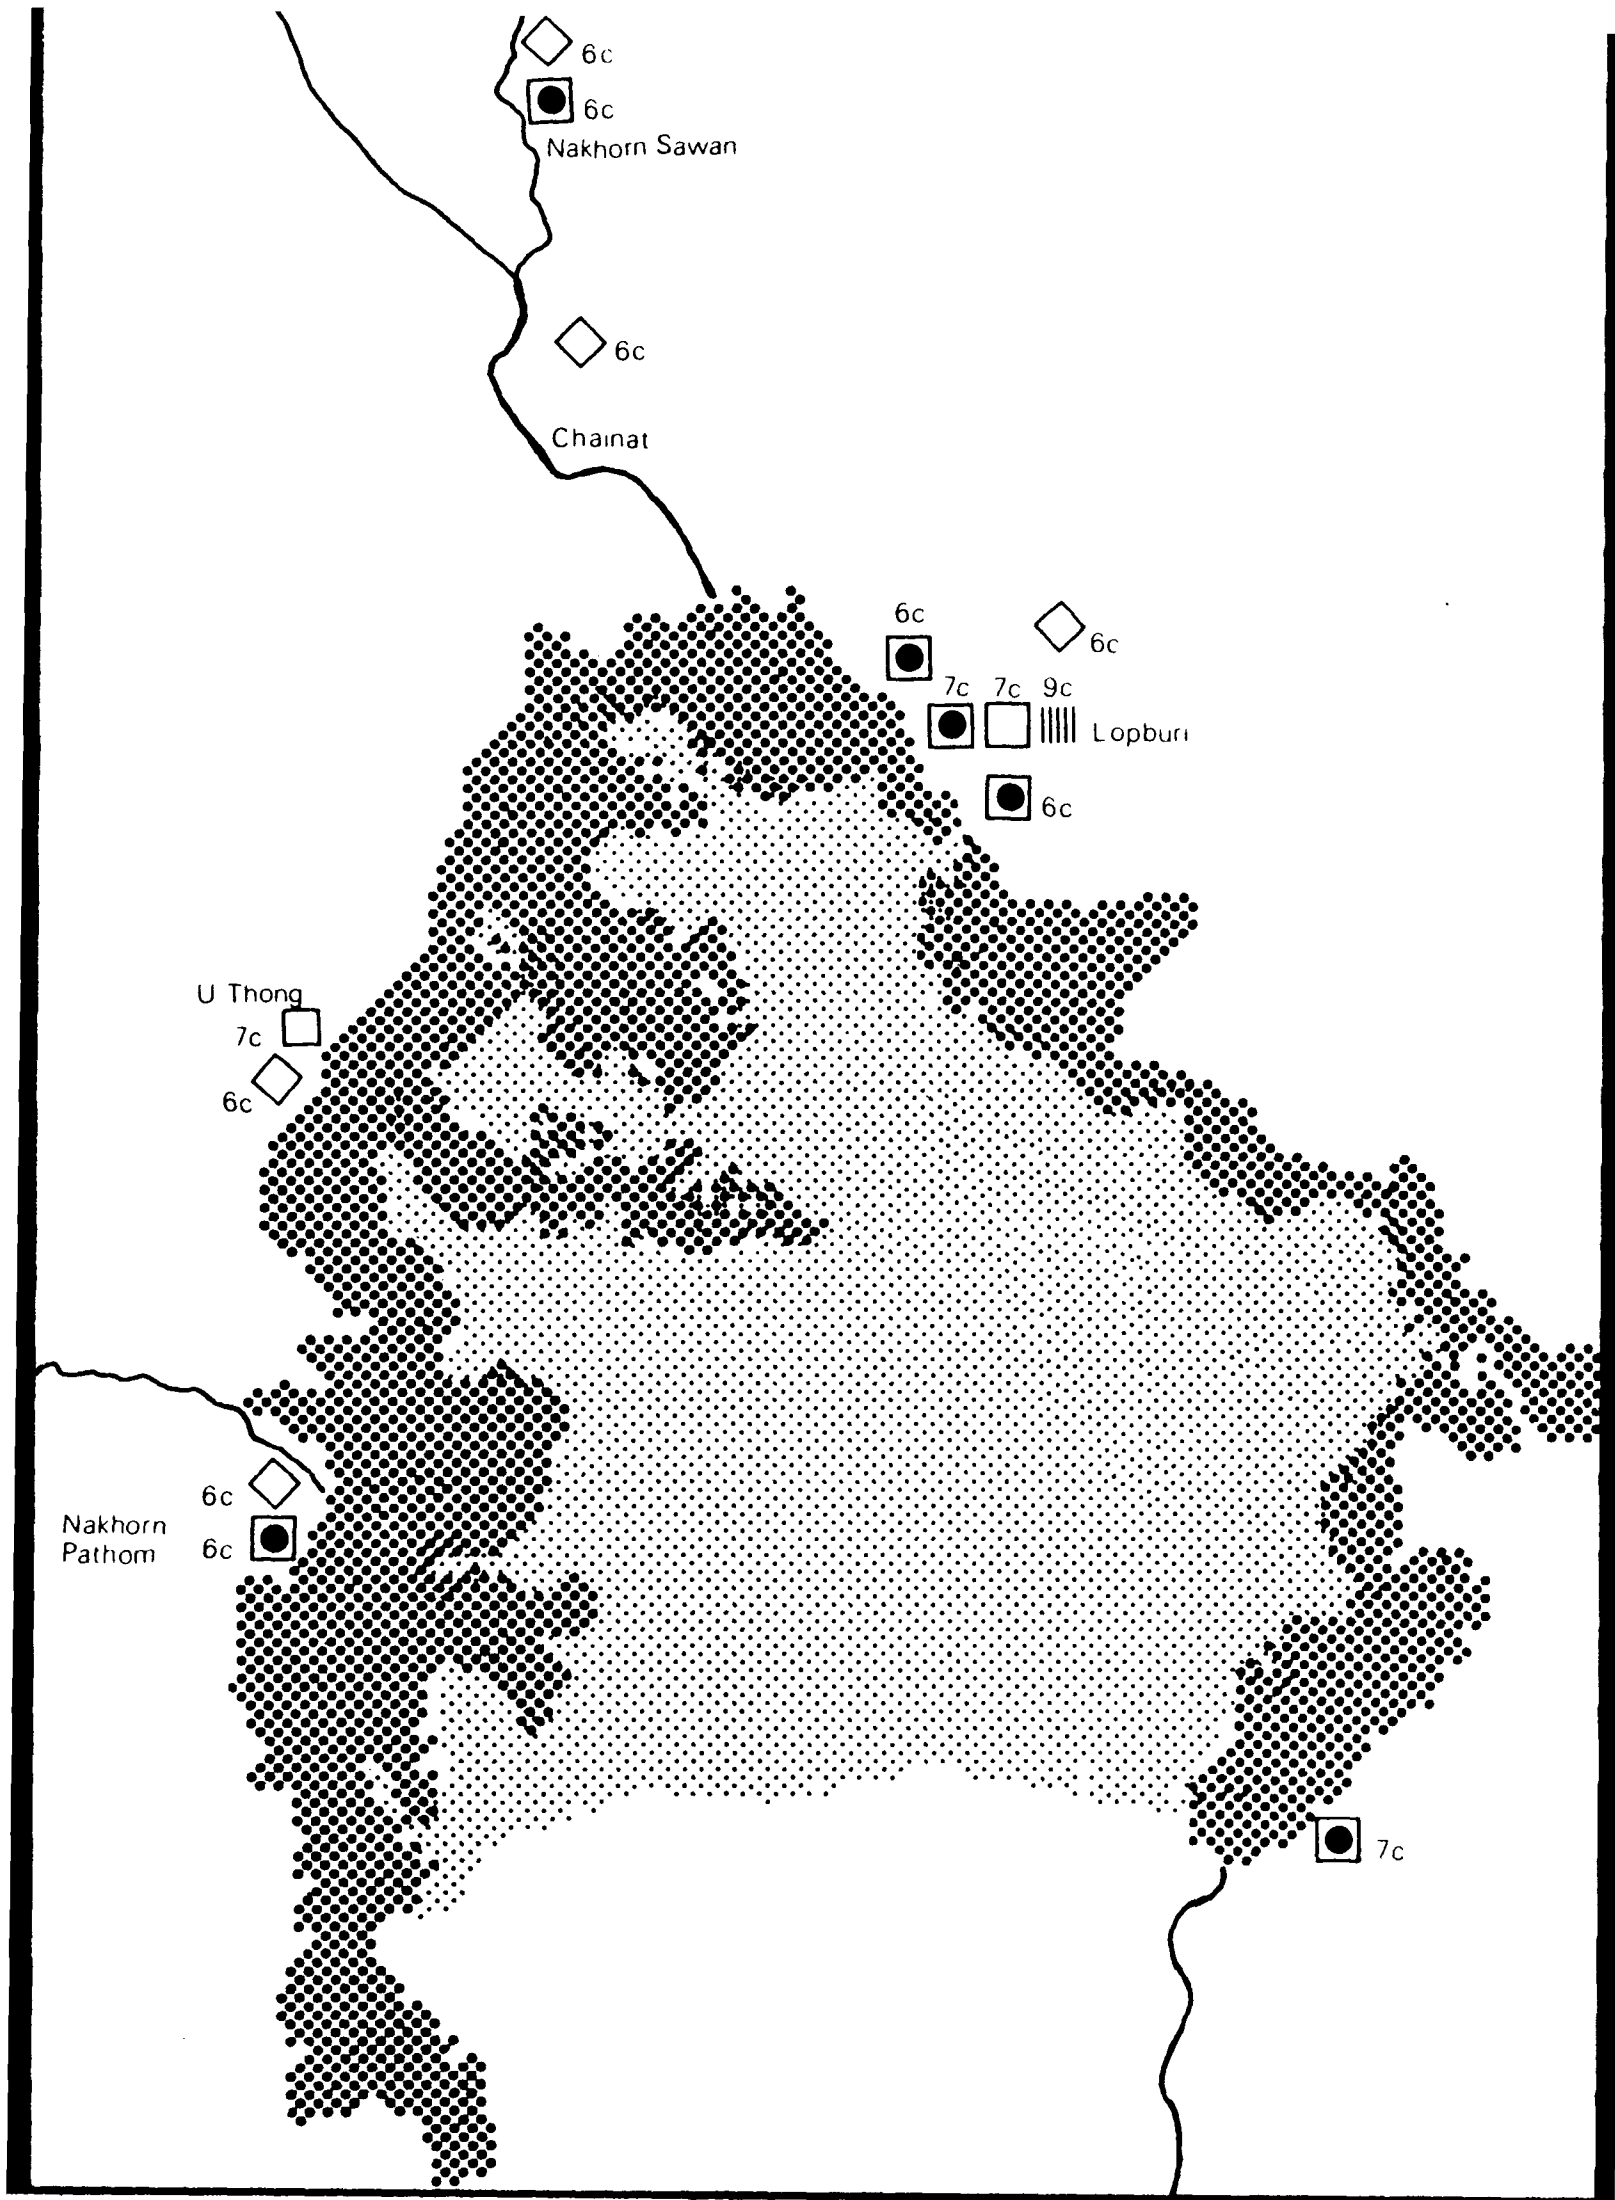 6c
6c
Nakhorn Sawan
6c
Chainat
6c
6c
7c 7c 9c
Lopburi
6c
U Thong
7c
6c
6c
Nakhorn
Pathom
6c
7c